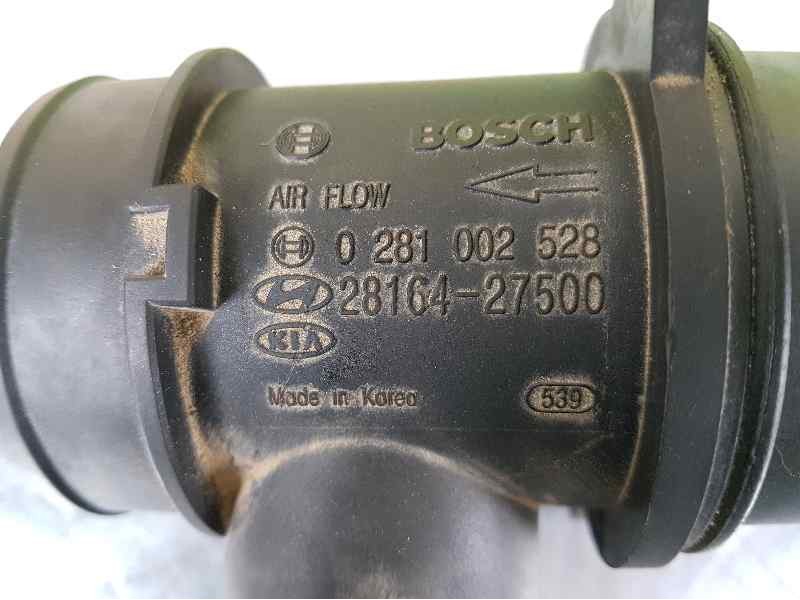 BOSCH
AIR FLOW
0 281 002 528
28164-27500
KIA
Made in Korea
539